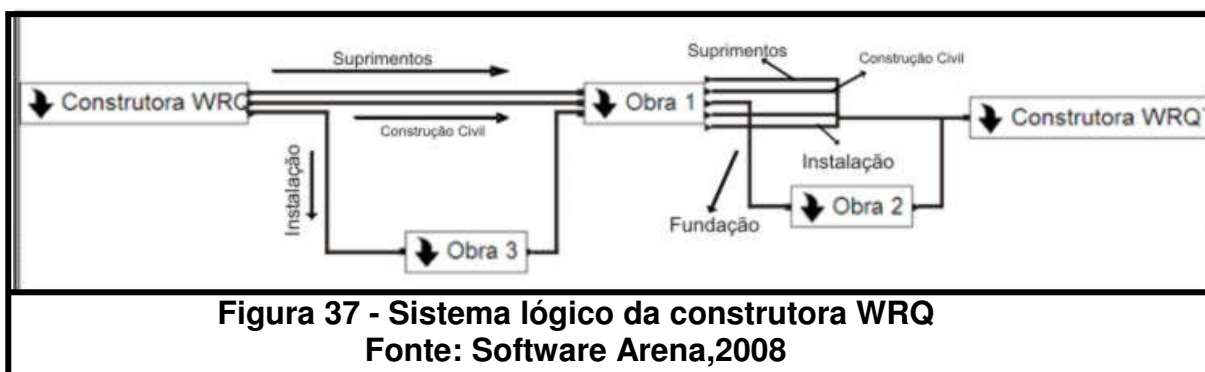 Suprimentos
Construtora WRQ
Construção Civil
Instalação
Obra 3
Obra 1
Suprimentos
Construção Civil
Instalação
Fundação
Obra 2
Construtora WRQ
Figura 37 - Sistema lógico da construtora WRQ
Fonte: Software Arena,2008